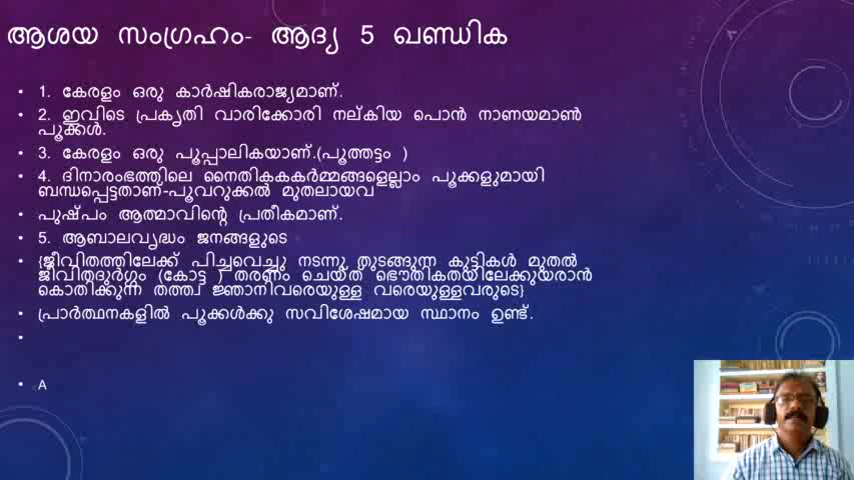 ആശയ സംഗ്രഹം- ആദ്യ 5 ഖണ്ഡിക
• 1. കേരളം ഒരു കാർഷികരാജ്യമാണ്.
• 2. ഇവിടെ പ്രകൃതി വാരിക്കോരി നല്കിയ പൊൻ നാണയമാൺ
പൂക്കൾ.
• 3. കേരളം ഒരു പൂപ്പാലികയാണ്.(പൂത്തട്ടം )
• 4. ദിനാരംഭത്തിലെ നൈതികകകർമ്മങ്ങളെല്ലാം പൂക്കളുമായി
ബന്ധപ്പെട്ടതാണ്-പൂവറുക്കൽ മുതലായവ
• പുഷ്പം ആത്മാവിന്റെ പ്രതീകമാണ്.
• 5. ആബാലവൃദ്ധം ജനങ്ങളുടെ
• {ജീവിതത്തിലേക്ക് പിച്ചവെച്ചു നടന്നു തുടങ്ങുന്ന കുട്ടികൾ മുതൽ
ജീവിതദുർഗ്ഗം (കോട്ട ) തരണം ചെയ്ത് ഭൌതികതയിലേക്കുയരാൻ
കൊതിക്കുന്ന തത്ത്വ ജ്ഞാനിവരെയുള്ള വരെയുള്ളവരുടെ}
• പ്രാർത്ഥനകളിൽ പൂക്കൾക്കു സവിശേഷമായ സ്ഥാനം ഉണ്ട്.
•
• A